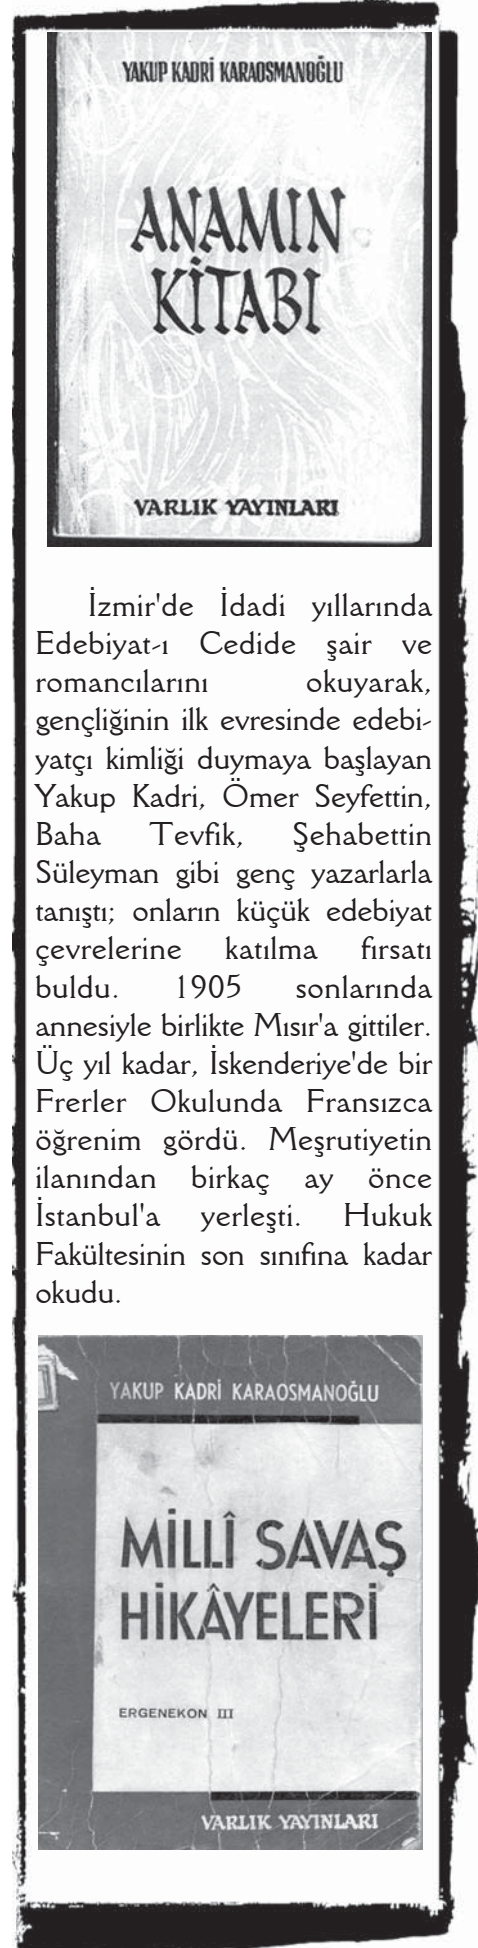 YAKUP KADRİ KARAOSMANOĞLU
ANAMIN
KİTABI
VARLIK YAYINLARI
İzmir'de İdadi yıllarında
Edebiyat-ı Cedide şair ve
romancılarını okuyarak,
gençliğinin ilk evresinde edebi-
yatçı kimliği duymaya başlayan
Yakup Kadri, Ömer Seyfettin,
Baha Tevfik, Şehabettin
Süleyman gibi genç yazarlarla
tanıştı; onların küçük edebiyat
çevrelerine katılma fırsatı
buldu. 1905 sonlarında
annesiyle birlikte Mısır'a gittiler.
Üç yıl kadar, İskenderiye'de bir
Frerler Okulunda Fransızca
öğrenim gördü. Meşrutiyetin
ilanından birkaç ay önce
İstanbul'a yerleşti. Hukuk
Fakültesinin son sınıfına kadar
okudu.
YAKUP KADRİ KARAOSMANOĞLU
MİLLÎ SAVAŞ
HİKÂYELERİ
ERGENEKON III
VARLIK YAYINLARI